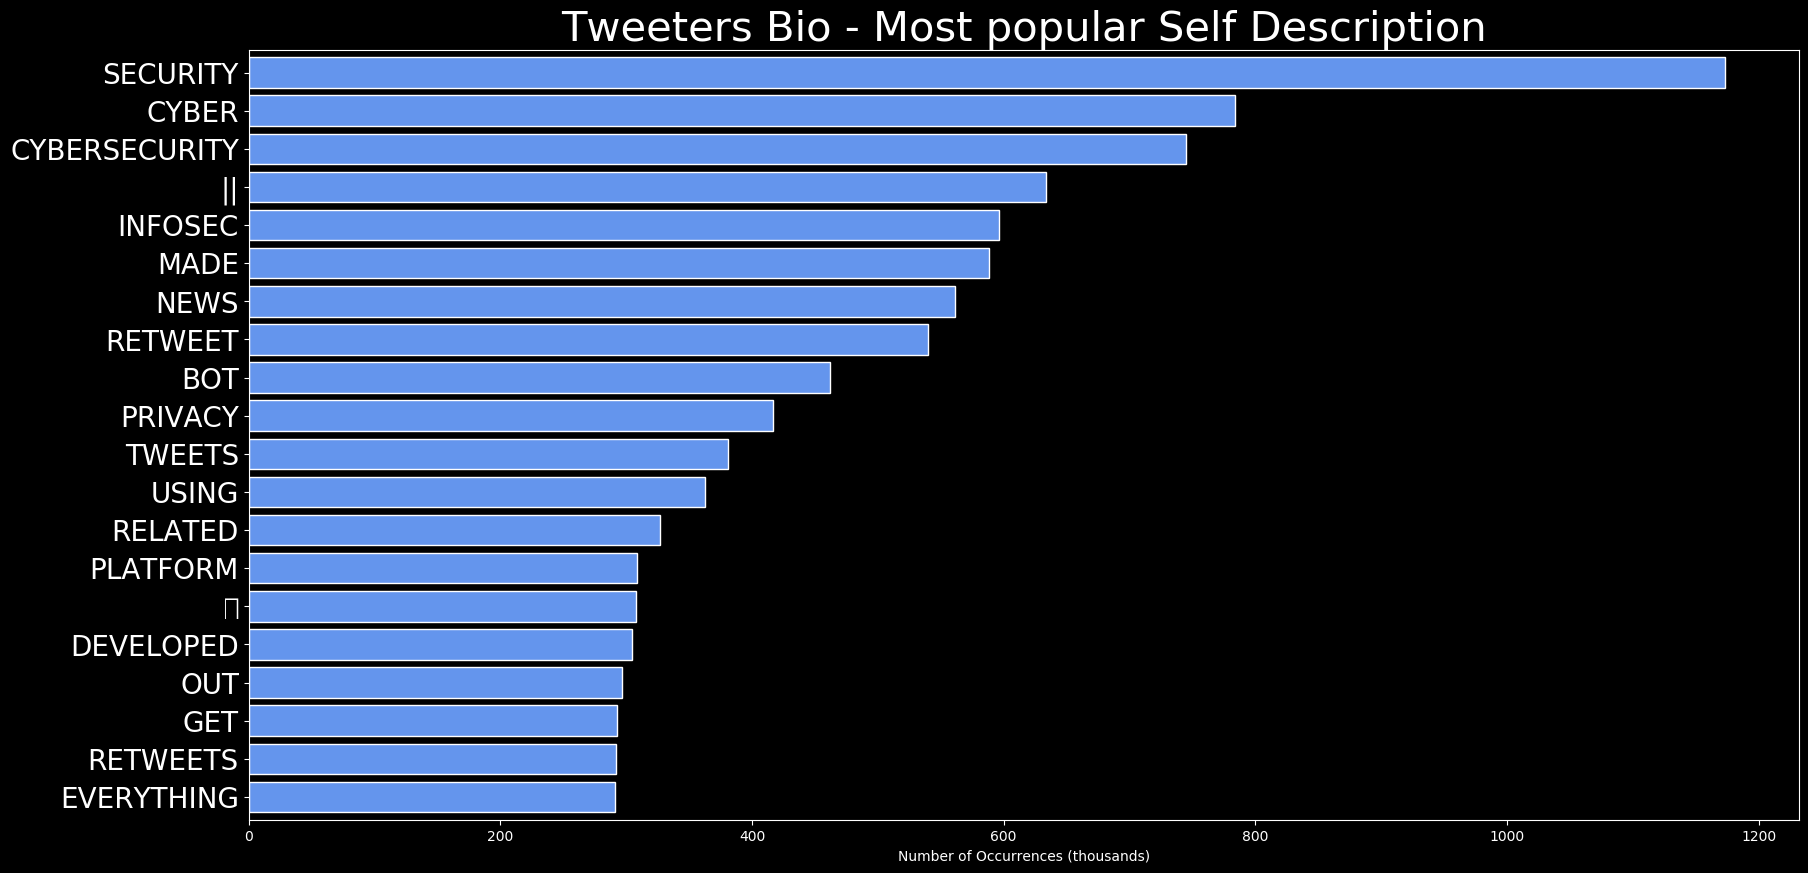 Tweeters Bio - Most popular Self Description
SECURITY
CYBER
CYBERSECURITY
||
INFOSEC
MADE
NEWS
RETWEET
BOT
PRIVACY
TWEETS
USING
RELATED
PLATFORM
DEVELOPED
OUT
GET
RETWEETS
EVERYTHING
0 200 400 600 800 1000 1200
Number of Occurrences (thousands)